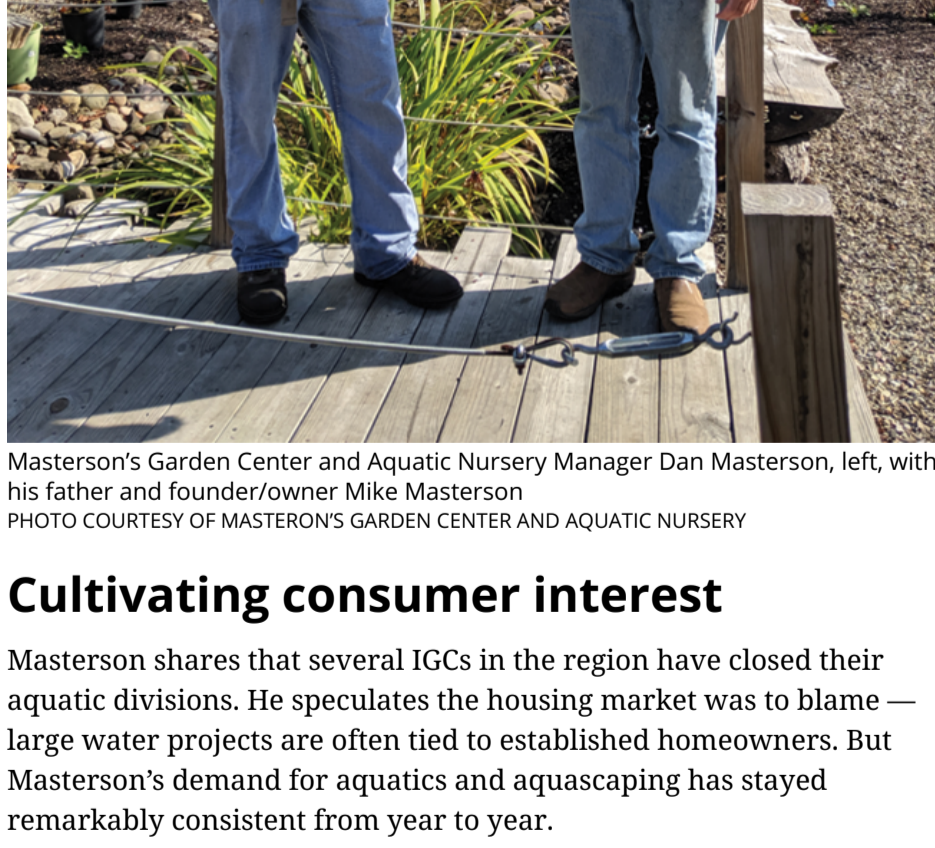 Masterson’s Garden Center and Aquatic Nursery Manager Dan Masterson, left, with
his father and founder/owner Mike Masterson
PHOTO COURTESY OF MASTERON’S GARDEN CENTER AND AQUATIC NURSERY
Cultivating consumer interest
Masterson shares that several IGCs in the region have closed their
aquatic divisions. He speculates the housing market was to blame —
large water projects are often tied to established homeowners. But
Masterson’s demand for aquatics and aquascaping has stayed
remarkably consistent from year to year.